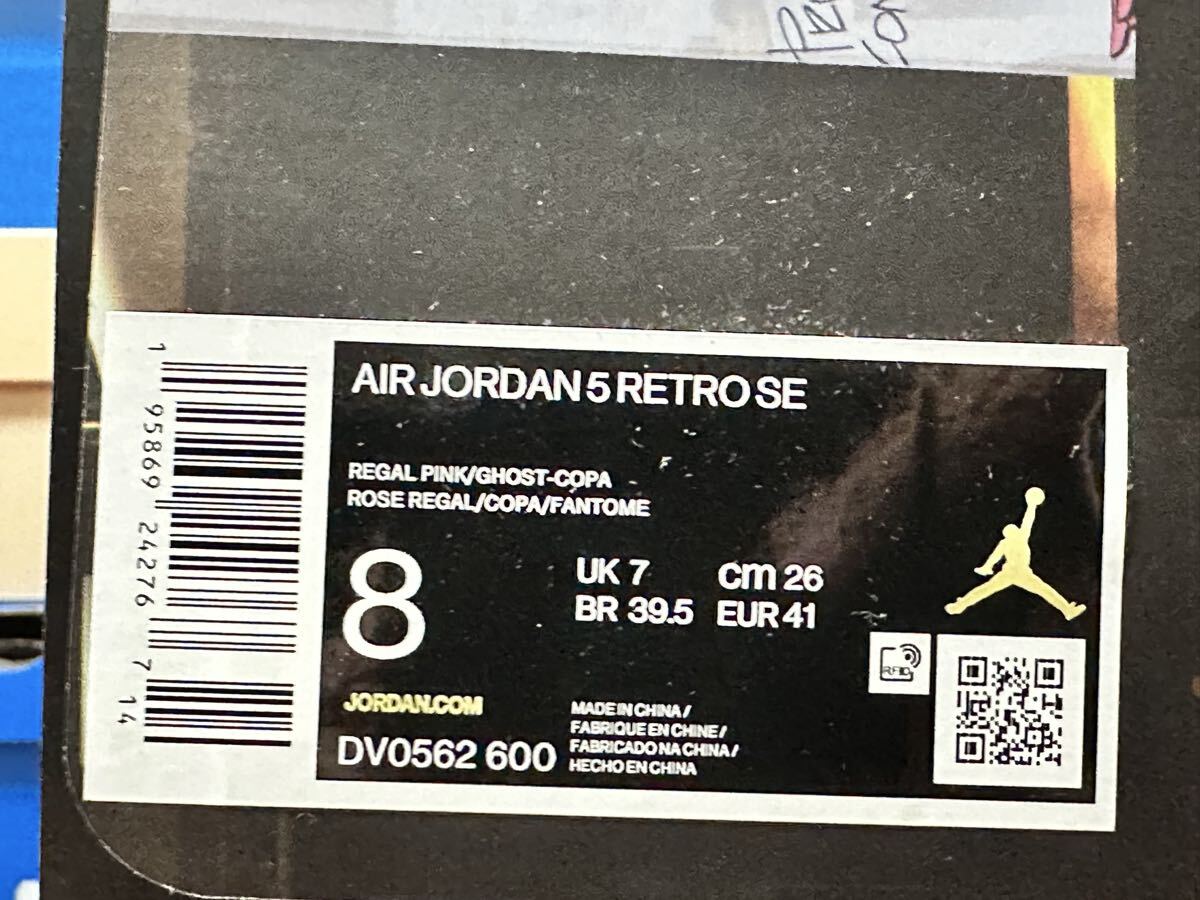 AIR JORDAN 5 RETRO SE
REGAL PINK/GHOST-COPA
ROSE REGAL/COPA/FANTOME
8
UK 7 cm 26
BR 39.5 EUR 41
RFID
JORDAN.COM
DV0562 600
MADE IN CHINA /
FABRIQUE EN CHINE /
FABRICADO NA CHINA /
HECHO EN CHINA
1 95869 24276 7 14